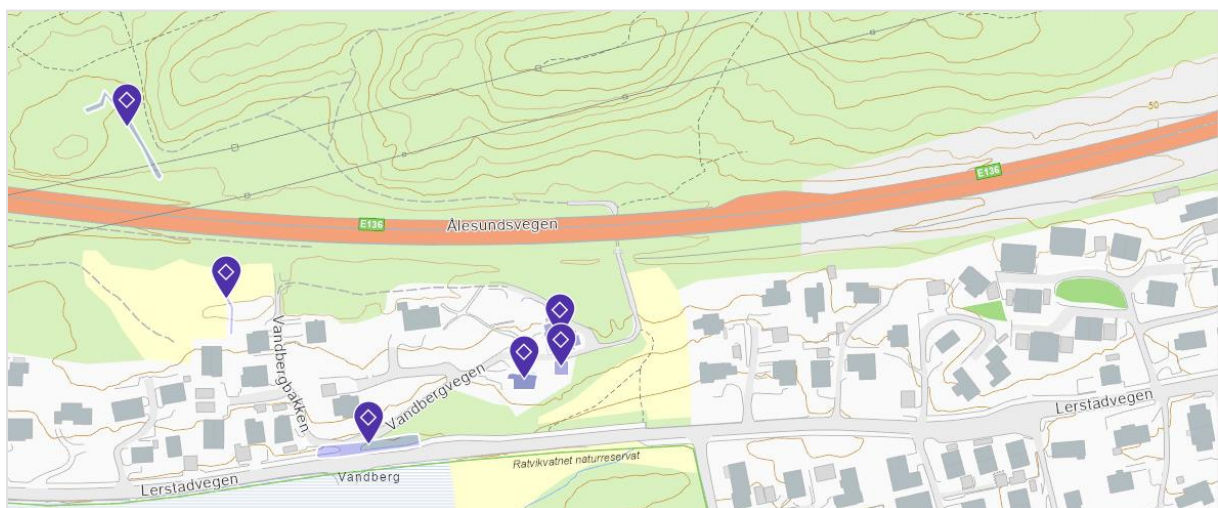 50
E136
E136
Ålesundsvegen
Vandbergbakken
Vandbergvegen
Lerstadvegen
Ratvikvatnet naturreservat
Vandberg
Lerstadvegen